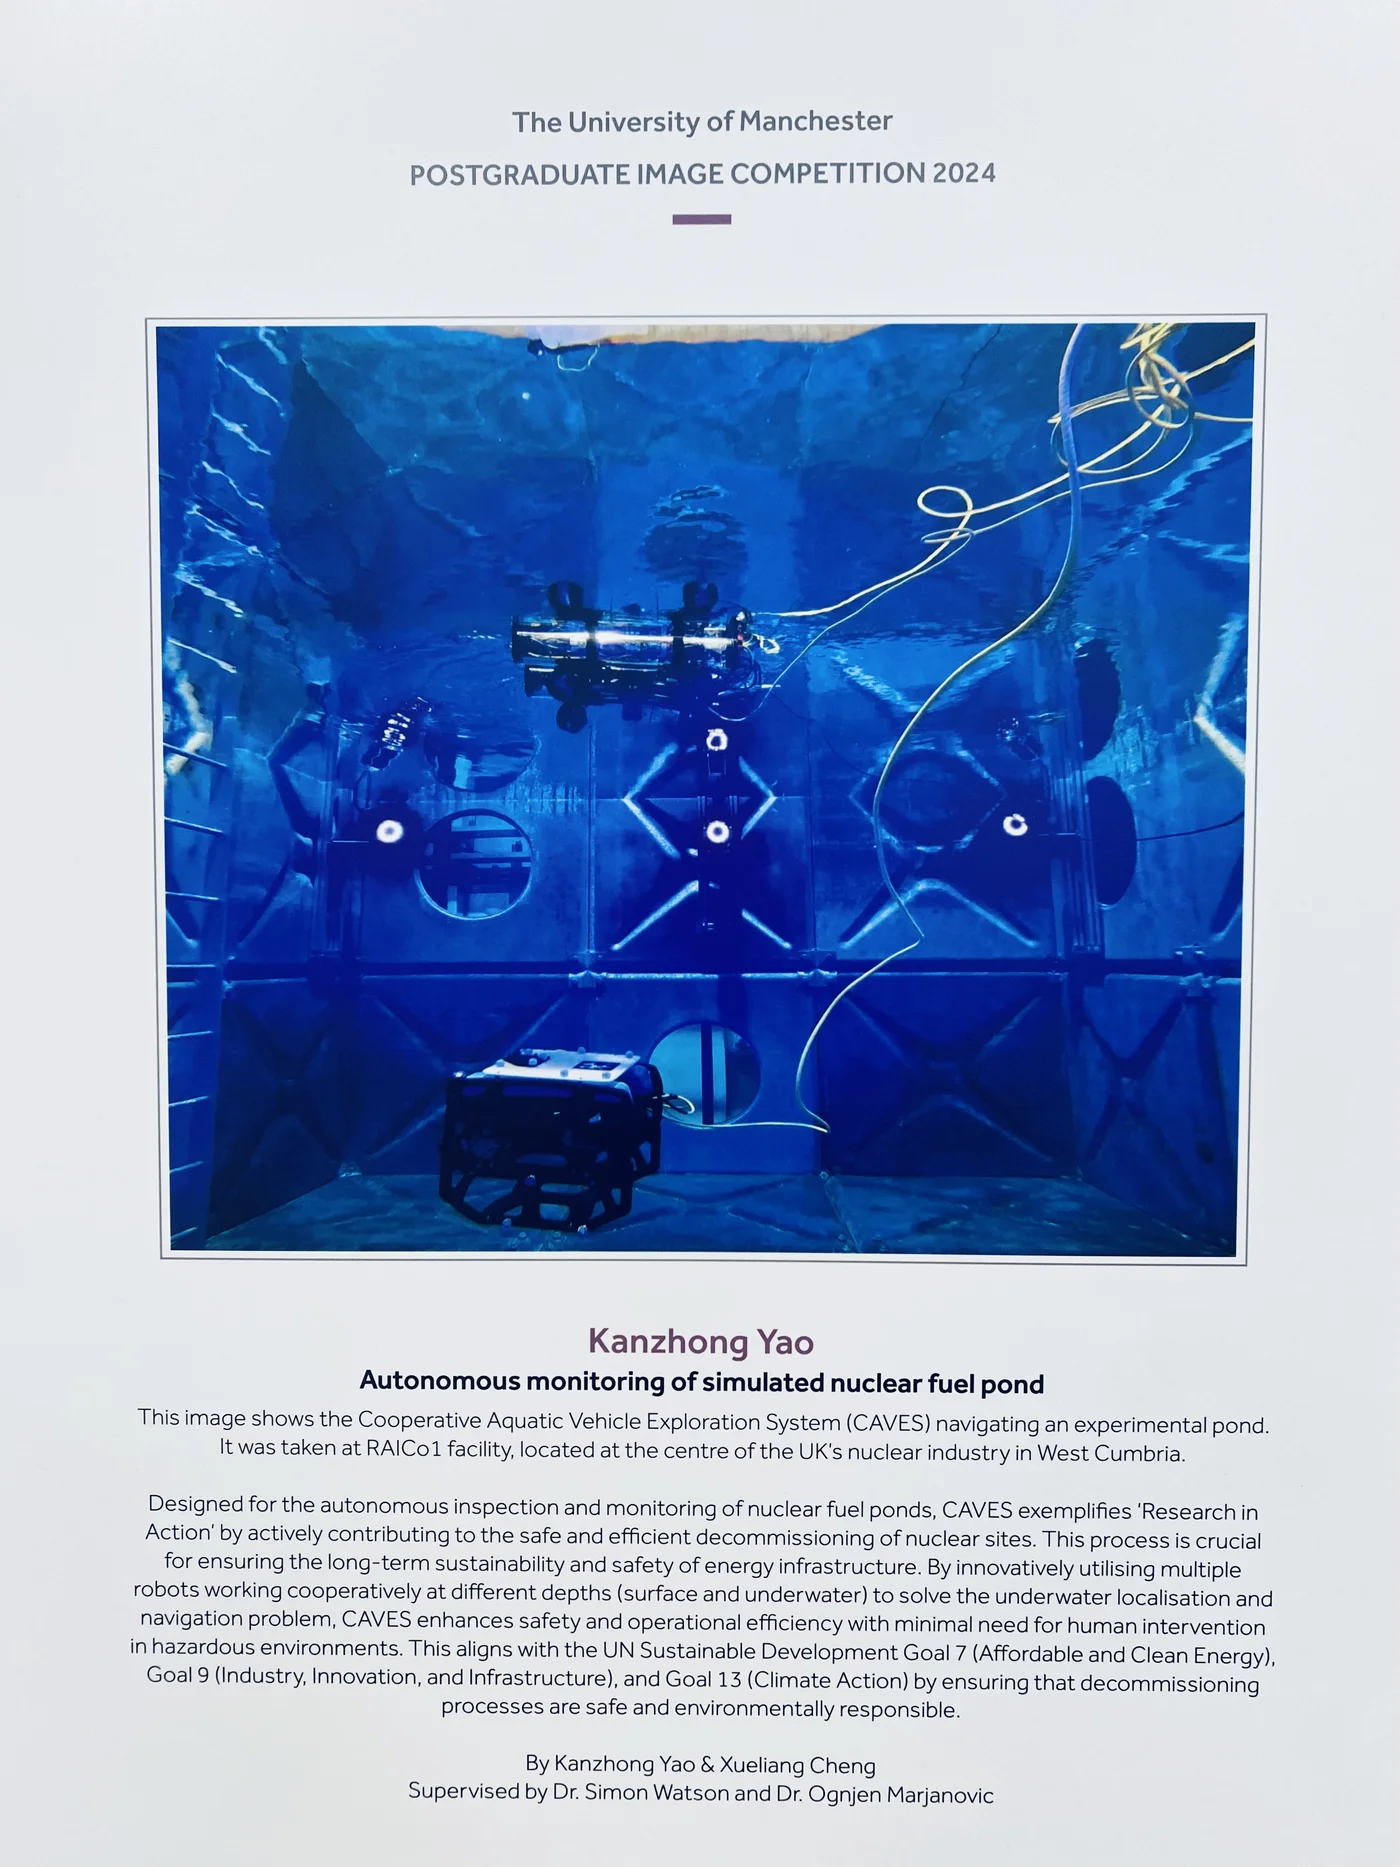 The University of Manchester
POSTGRADUATE IMAGE COMPETITION 2024
Kanzhong Yao
Autonomous monitoring of simulated nuclear fuel pond
This image shows the Cooperative Aquatic Vehicle Exploration System (CAVES) navigating an experimental pond.
It was taken at RAICo1 facility, located at the centre of the UK's nuclear industry in West Cumbria.
Designed for the autonomous inspection and monitoring of nuclear fuel ponds, CAVES exemplifies 'Research in
Action' by actively contributing to the safe and efficient decommissioning of nuclear sites. This process is crucial
for ensuring the long-term sustainability and safety of energy infrastructure. By innovatively utilising multiple
robots working cooperatively at different depths (surface and underwater) to solve the underwater localisation and
navigation problem, CAVES enhances safety and operational efficiency with minimal need for human intervention
in hazardous environments. This aligns with the UN Sustainable Development Goal 7 (Affordable and Clean Energy),
Goal 9 (Industry, Innovation, and Infrastructure), and Goal 13 (Climate Action) by ensuring that decommissioning
processes are safe and environmentally responsible.
By Kanzhong Yao & Xueliang Cheng
Supervised by Dr. Simon Watson and Dr. Ognjen Marjanovic